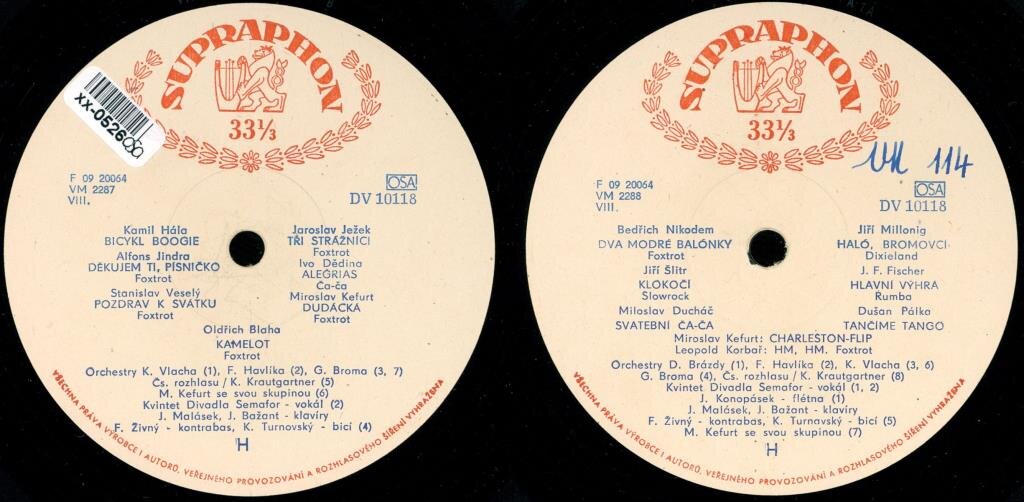 SUPRAPHON
33⅓
XX-0526080
F 09 20064
VM 2287
VIII.
OSA
DV 10118
Kamil Hála
BICYKL BOOGIE
Alfons Jindra
DĚKUJEM TI, PÍSNIČKO
Foxtrot
Stanislav Veselý
POZDRAV K SVÁTKU
Foxtrot
Jaroslav Ježek
TŘI STRÁŽNÍCI
Foxtrot
Ivo Dědina
ALEGRIAS
Ča-ča
Miroslav Kefurt
DUDÁCKÁ
Foxtrot
Oldřich Blaha
KAMELOT
Foxtrot
Orchestry K. Vlacha (1), F. Havlíka (2), G. Broma (3, 7)
Čs. rozhlasu / K. Krautgartner (5)
M. Kefurt se svou skupinou (6)
Kvintet Divadla Semafor - vokál (2)
J. Malásek, J. Bažant - klavíry
F. Živný - kontrabas, K. Turnovský - bicí (4)
H
VŠECHNA PRÁVA VÝROBCE I AUTORŮ, VEŘEJNÉHO PROVOZOVÁNÍ A ROZHLASOVÉHO ŠÍŘENÍ VYHRAŽENA
SUPRAPHON
33⅓
114
F 09 20064
VM 2288
VIII.
OSA
DV 10118
Bedřich Nikodem
DVA MODRÉ BALÓNKY
Foxtrot
Jiří Šlitr
KLOKOČÍ
Slowrock
Miloslav Ducháč
SVATEBNÍ ČA-ČA
Jiří Millonig
HALÓ, BROMOVCI
Dixieland
J. F. Fischer
HLAVNÍ VÝHRA
Rumba
Dušan Pálka
TANČÍME TANGO
Miroslav Kefurt: CHARLESTON-FLIP
Leopold Korbař: HM, HM. Foxtrot
Orchestry D. Brázdy (1), F. Havlíka (2), K. Vlacha (3, 6)
G. Broma (4), Čs. rozhlasu / K. Krautgartner (8)
Kvintet Divadla Semafor - vokál (1, 2)
J. Konopásek - flétna (1)
J. Malásek, J. Bažant - klavíry
F. Živný - kontrabas, K. Turnovský - bicí (5)
M. Kefurt se svou skupinou (7)
H
VŠECHNA PRÁVA VÝROBCE I AUTORŮ, VEŘEJNÉHO PROVOZOVÁNÍ A ROZHLASOVÉHO ŠÍŘENÍ VYHRAŽENA